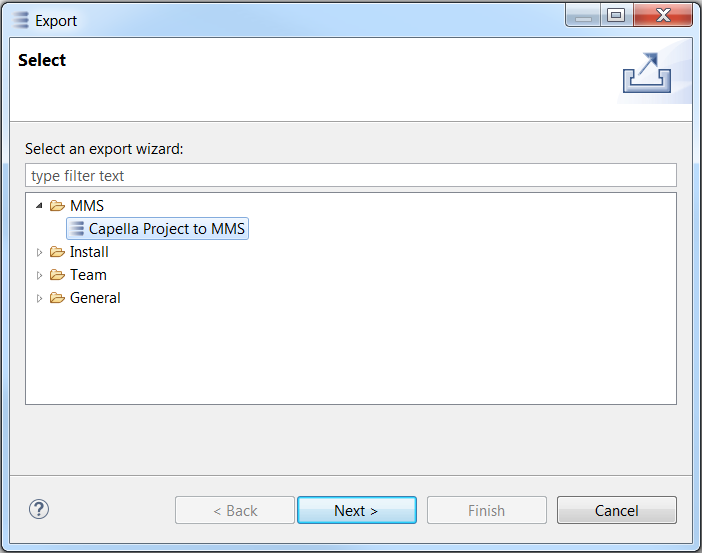 Export
Select
Select an export wizard:
type filter text
MMS
Capella Project to MMS
Install
Team
General
? < Back Next > Finish Cancel